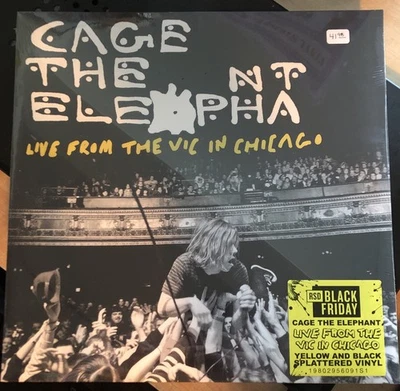 CAGE
THE NT
ELEPHA
LIVE FROM THE VIC IN CHICAGO
RSD BLACK
FRIDAY
CAGE THE ELEPHANT
LIVE FROM THE
VIC IN CHICAGO
YELLOW AND BLACK
SPLATTERED VINYL
19802956091S1